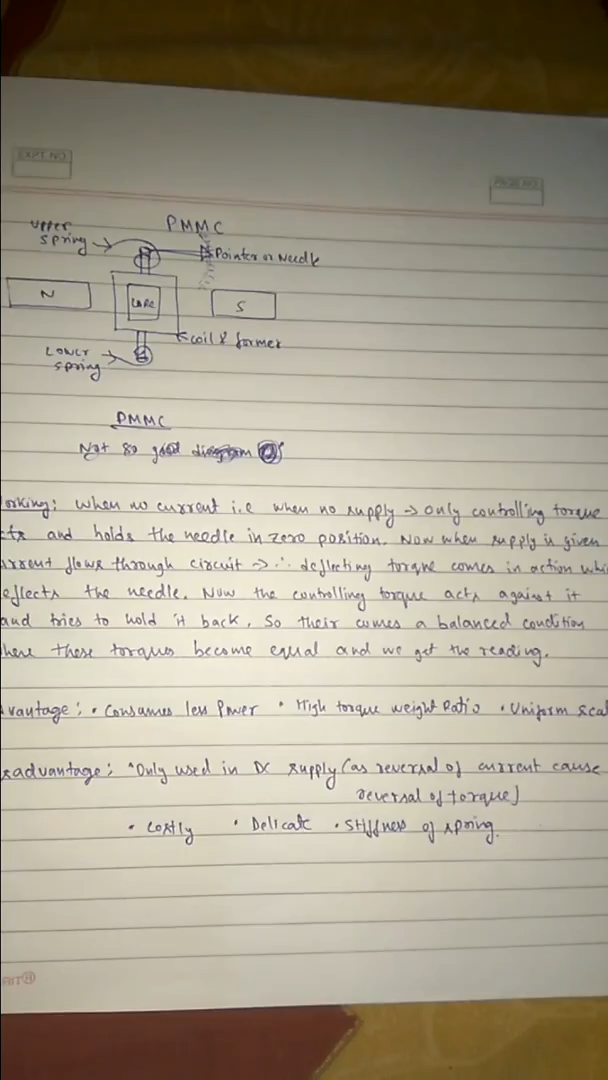 EXPT. NO.
PAGE NO.
PMMC
Upper
spring
Pointer or Needle
N
CORE
S
coil & former
Lower
spring
PMMC
Not so good diagram
orking: when no current i.e when no supply → only controlling torque
cts and holds the needle in zero position. Now when supply is given
urrent flows through circuit → ∴ deflecting torque comes in action whi
eflects the needle. Now the controlling torque acts against it
and tries to hold it back. So their comes a balanced condition
here these torques become equal and we get the reading.
dvantage: • Consumes less Power • High torque weight Ratio • Uniform scal
sadvantage: • Only used in DC supply (as reversal of current cause
reversal of torque)
• Costly • Delicate • Stiffness of spring.